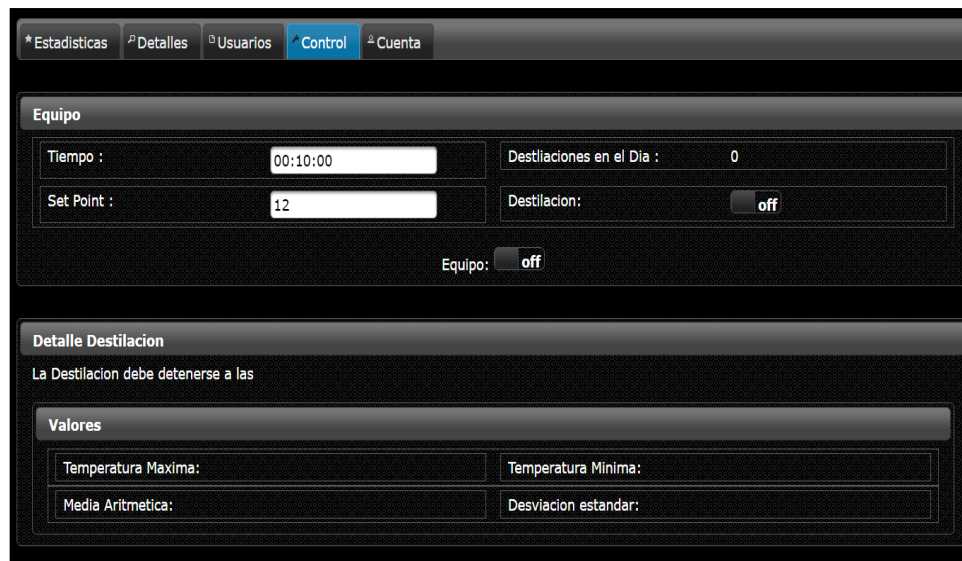 Estadisticas Detalles Usuarios Control Cuenta
Equipo
Tiempo : 00:10:00 Destliaciones en el Dia : 0
Set Point : 12 Destilacion: off
Equipo: off
Detalle Destilacion
La Destilacion debe detenerse a las
Valores
Temperatura Maxima: Temperatura Minima:
Media Aritmetica: Desviacion estandar: